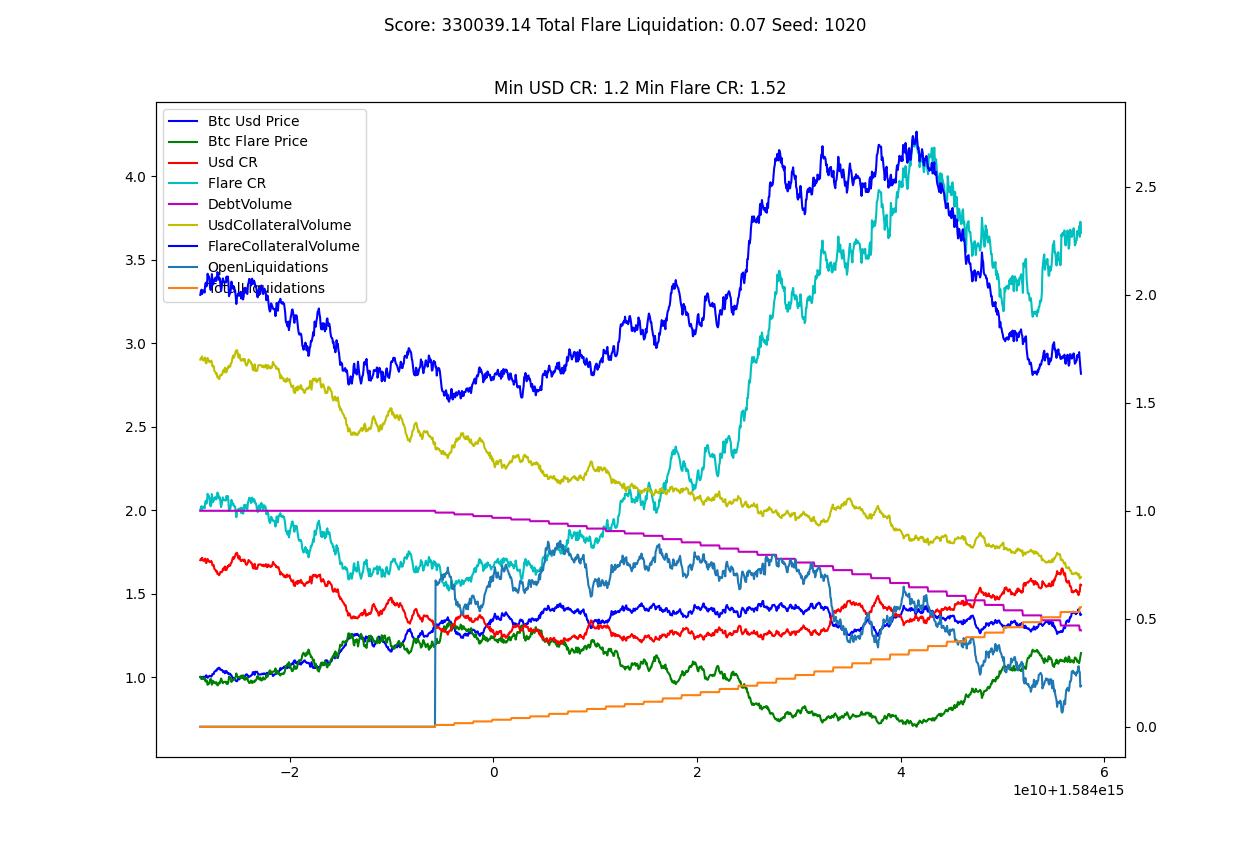 Score: 330039.14 Total Flare Liquidation: 0.07 Seed: 1020
Min USD CR: 1.2 Min Flare CR: 1.52
Btc Usd Price
Btc Flare Price
Usd CR
Flare CR
DebtVolume
UsdCollateralVolume
FlareCollateralVolume
OpenLiquidations
TotalLiquidations
4.0
3.5
3.0
2.5
2.0
1.5
1.0
2.5
2.0
1.5
1.0
0.5
0.0
−2 0 2 4 6
1e10+1.584e15